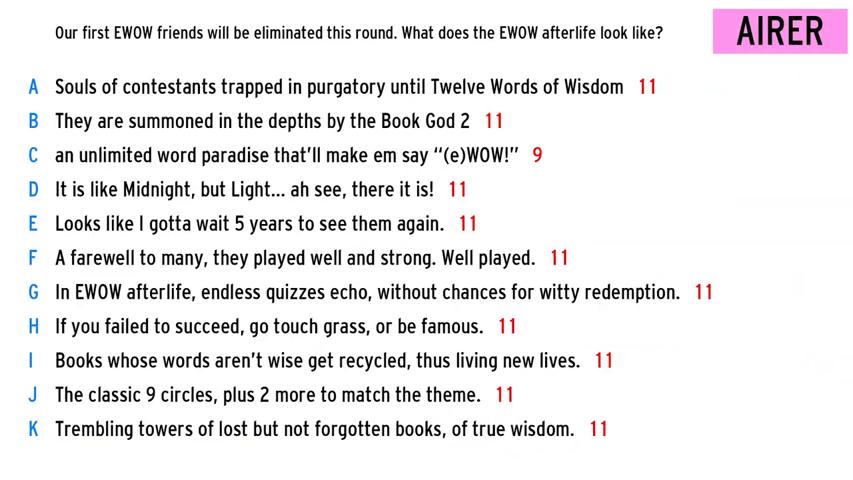 Our first EWOW friends will be eliminated this round. What does the EWOW afterlife look like?
AIRER
A Souls of contestants trapped in purgatory until Twelve Words of Wisdom 11
B They are summoned in the depths by the Book God 2 11
C an unlimited word paradise that'll make em say "(e)WOW!" 9
D It is like Midnight, but Light... ah see, there it is! 11
E Looks like I gotta wait 5 years to see them again. 11
F A farewell to many, they played well and strong. Well played. 11
G In EWOW afterlife, endless quizzes echo, without chances for witty redemption. 11
H If you failed to succeed, go touch grass, or be famous. 11
I Books whose words aren't wise get recycled, thus living new lives. 11
J The classic 9 circles, plus 2 more to match the theme. 11
K Trembling towers of lost but not forgotten books, of true wisdom. 11